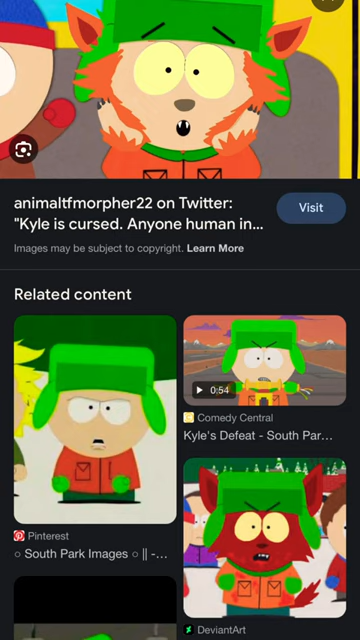 animaltfmorpher22 on Twitter:
"Kyle is cursed. Anyone human in...
Visit
Images may be subject to copyright. Learn More
Related content
0:54
Comedy Central
Kyle's Defeat - South Par...
Pinterest
○ South Park Images ○ || -...
DeviantArt